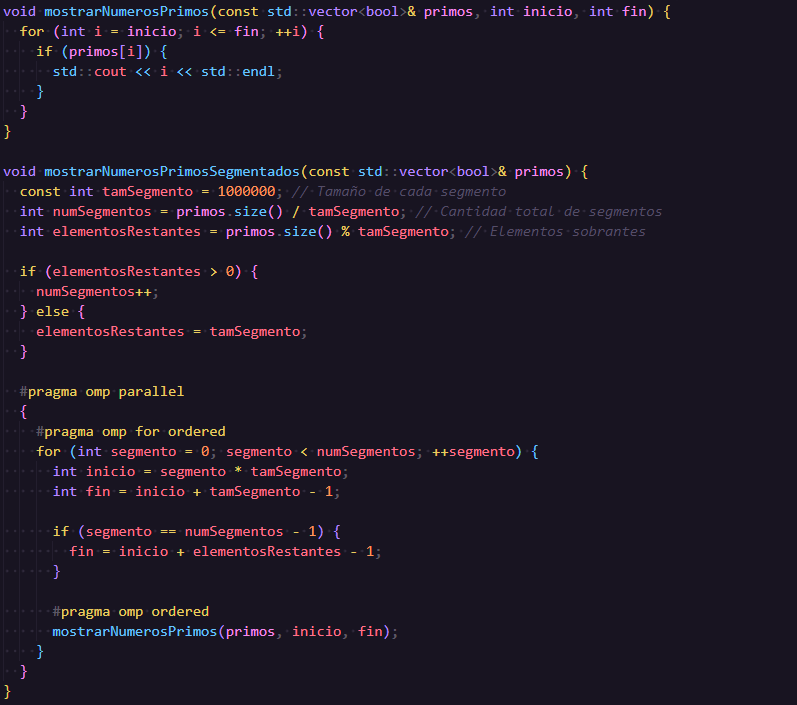 void mostrarNumerosPrimos(const std::vector<bool>& primos, int inicio, int fin) {
  for (int i = inicio; i <= fin; ++i) {
    if (primos[i]) {
      std::cout << i << std::endl;
    }
  }
}

void mostrarNumerosPrimosSegmentados(const std::vector<bool>& primos) {
  const int tamSegmento = 1000000; // Tamaño de cada segmento
  int numSegmentos = primos.size() / tamSegmento; // Cantidad total de segmentos
  int elementosRestantes = primos.size() % tamSegmento; // Elementos sobrantes

  if (elementosRestantes > 0) {
    numSegmentos++;
  } else {
    elementosRestantes = tamSegmento;
  }

  #pragma omp parallel
  {
    #pragma omp for ordered
    for (int segmento = 0; segmento < numSegmentos; ++segmento) {
      int inicio = segmento * tamSegmento;
      int fin = inicio + tamSegmento - 1;

      if (segmento == numSegmentos - 1) {
        fin = inicio + elementosRestantes - 1;
      }

      #pragma omp ordered
      mostrarNumerosPrimos(primos, inicio, fin);
    }
  }
}